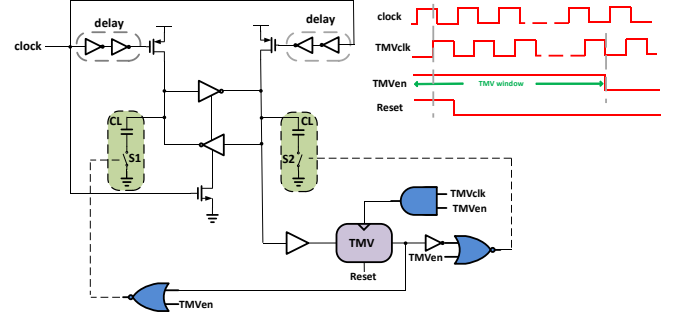 delay
delay
clock
clock
TMVclk
TMVen
TMV window
Reset
CL
S1
CL
S2
TMVclk
TMVen
TMV
TMVen
Reset
TMVen